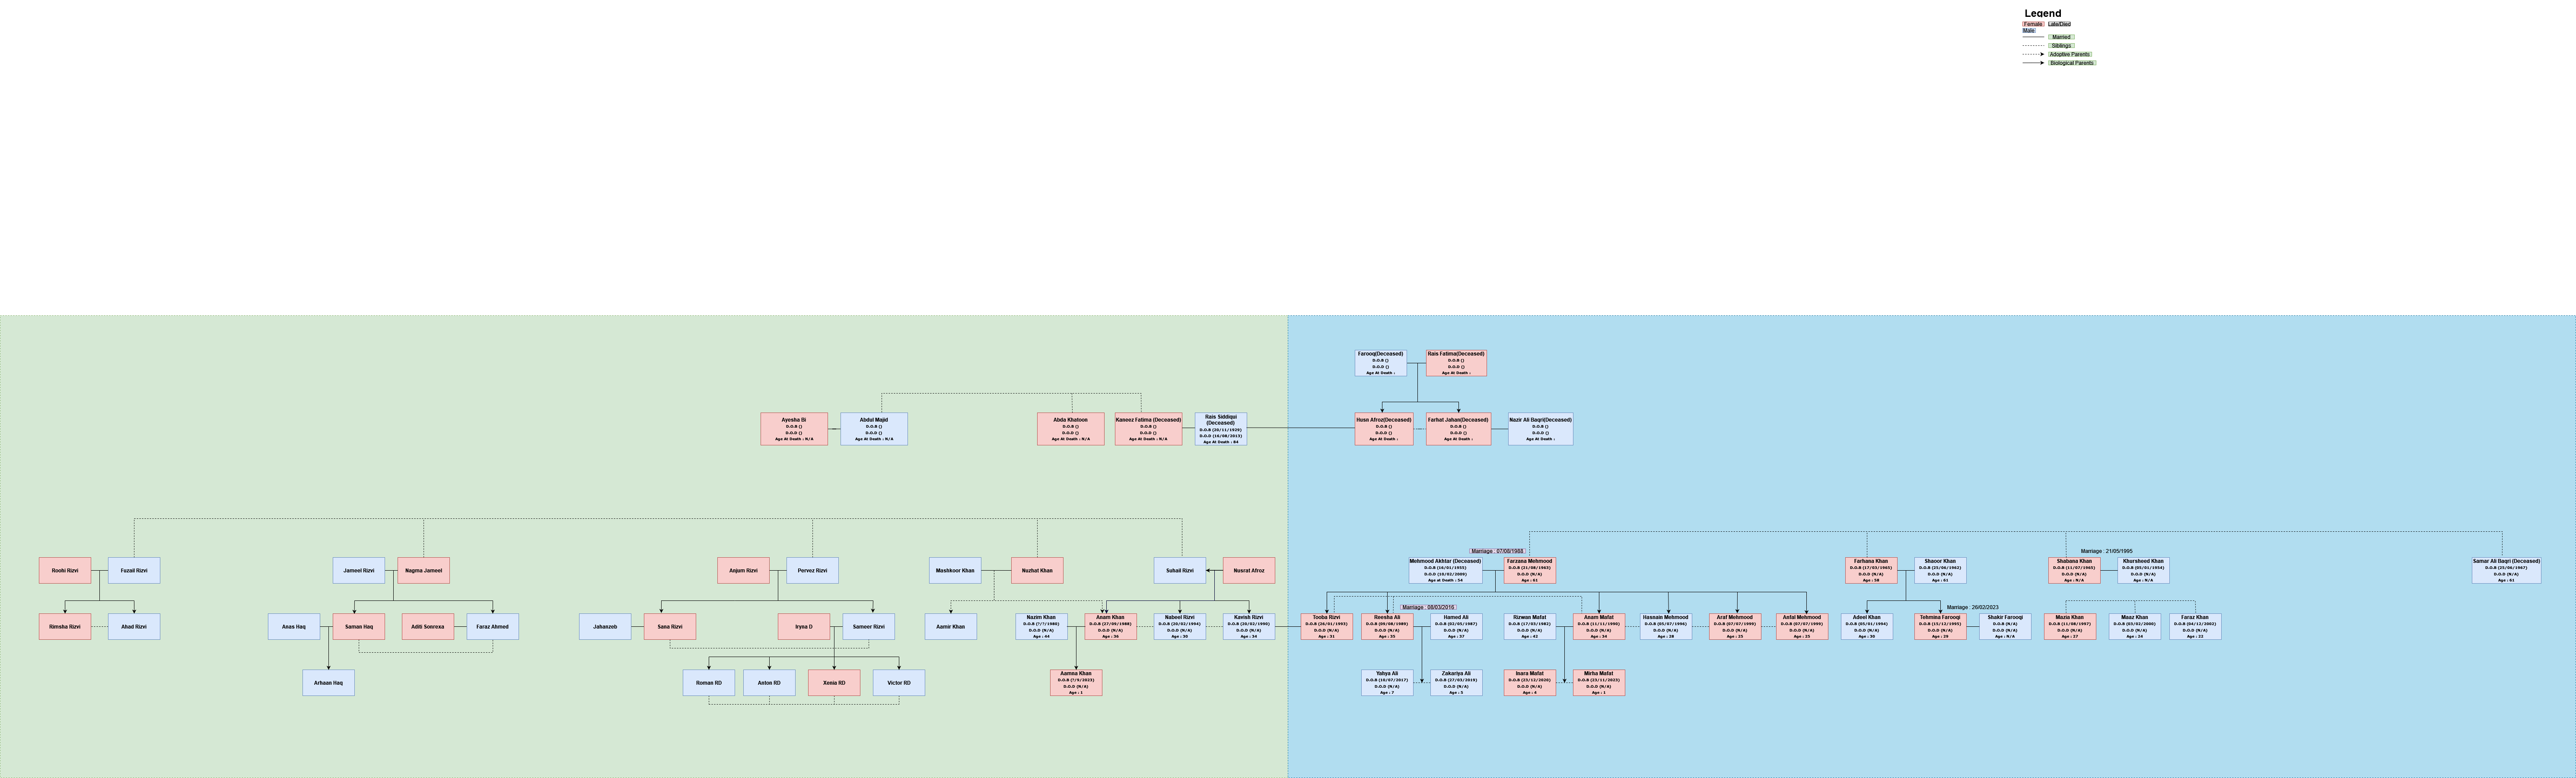 Legend
Female Late/Died
Male
Married
Siblings
Adoptive Parents
Biological Parents
Farooq(Deceased)
D.O.B ()
D.O.D ()
Age At Death :
Rais Fatima(Deceased)
D.O.B ()
D.O.D ()
Age At Death :
Ayesha Bi
D.O.B ()
D.O.D ()
Age At Death : N/A
Abdul Majid
D.O.B ()
D.O.D ()
Age At Death : N/A
Abda Khatoon
D.O.B ()
D.O.D ()
Age At Death : N/A
Kaneez Fatima (Deceased)
D.O.B ()
D.O.D ()
Age At Death : N/A
Rais Siddiqui
(Deceased)
D.O.B (20/11/1929)
D.O.D (16/08/2013)
Age At Death : 84
Husn Afroz(Deceased)
D.O.B ()
D.O.D ()
Age At Death :
Farhat Jahan(Deceased)
D.O.B ()
D.O.D ()
Age At Death :
Nazir Ali Baqri(Deceased)
D.O.B ()
D.O.D ()
Age At Death :
Roohi Rizvi
Fuzail Rizvi
Jameel Rizvi
Nagma Jameel
Anjum Rizvi
Pervez Rizvi
Mashkoor Khan
Nuzhat Khan
Suhail Rizvi
Nusrat Afroz
Marriage : 07/08/1988
Mehmood Akhtar (Deceased)
D.O.B (16/01/1955)
D.O.D (10/02/2009)
Age at Death : 54
Farzana Mehmood
D.O.B (21/08/1963)
D.O.D (N/A)
Age : 61
Farhana Khan
D.O.B (17/03/1965)
D.O.D (N/A)
Age : 58
Shaoor Khan
D.O.B (25/06/1962)
D.O.D (N/A)
Age : 61
Marriage : 21/05/1995
Shabana Khan
D.O.B (11/07/1965)
D.O.D (N/A)
Age : N/A
Khursheed Khan
D.O.B (05/01/1954)
D.O.D (N/A)
Age : N/A
Samar Ali Baqri (Deceased)
D.O.B (25/06/1967)
D.O.D (N/A)
Age : 61
Rimsha Rizvi
Ahad Rizvi
Anas Haq
Saman Haq
Aditi Sonrexa
Faraz Ahmed
Jahanzeb
Sana Rizvi
Iryna D
Sameer Rizvi
Aamir Khan
Nazim Khan
D.O.B (?/?/1980)
D.O.D (N/A)
Age : 44
Anam Khan
D.O.B (27/09/1988)
D.O.D (N/A)
Age : 36
Nabeel Rizvi
D.O.B (20/02/1994)
D.O.D (N/A)
Age : 30
Kavish Rizvi
D.O.B (28/02/1990)
D.O.D (N/A)
Age : 34
Tooba Rizvi
D.O.B (26/01/1993)
D.O.D (N/A)
Age : 31
Marriage : 08/03/2016
Reesha Ali
D.O.B (09/08/1989)
D.O.D (N/A)
Age : 35
Hamed Ali
D.O.B (02/05/1987)
D.O.D (N/A)
Age : 37
Rizwan Mafat
D.O.B (17/03/1982)
D.O.D (N/A)
Age : 42
Anam Mafat
D.O.B (11/11/1990)
D.O.D (N/A)
Age : 34
Hasnain Mehmood
D.O.B (05/07/1996)
D.O.D (N/A)
Age : 28
Araf Mehmood
D.O.B (07/07/1999)
D.O.D (N/A)
Age : 25
Anfal Mehmood
D.O.B (07/07/1999)
D.O.D (N/A)
Age : 25
Adeel Khan
D.O.B (05/01/1994)
D.O.D (N/A)
Age : 30
Marriage : 26/02/2023
Tehmina Farooqi
D.O.B (15/12/1995)
D.O.D (N/A)
Age : 29
Shakir Farooqi
D.O.B (N/A)
D.O.D (N/A)
Age : N/A
Mazia Khan
D.O.B (11/08/1997)
D.O.D (N/A)
Age : 27
Maaz Khan
D.O.B (03/02/2000)
D.O.D (N/A)
Age : 24
Faraz Khan
D.O.B (04/12/2002)
D.O.D (N/A)
Age : 22
Arhaan Haq
Roman RD
Anton RD
Xenia RD
Victor RD
Aamna Khan
D.O.B (?/9/2023)
D.O.D (N/A)
Age : 1
Yahya Ali
D.O.B (16/07/2017)
D.O.D (N/A)
Age : 7
Zakariya Ali
D.O.B (27/03/2019)
D.O.D (N/A)
Age : 5
Inara Mafat
D.O.B (23/12/2020)
D.O.D (N/A)
Age : 4
Mirha Mafat
D.O.B (23/11/2023)
D.O.D (N/A)
Age : 1